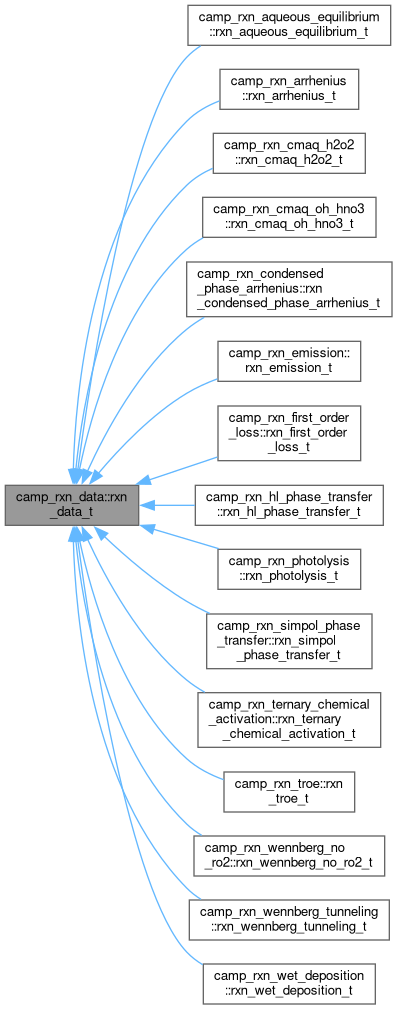 camp_rxn_aqueous_equilibrium
::rxn_aqueous_equilibrium_t
camp_rxn_arrhenius
::rxn_arrhenius_t
camp_rxn_cmaq_h2o2
::rxn_cmaq_h2o2_t
camp_rxn_cmaq_oh_hno3
::rxn_cmaq_oh_hno3_t
camp_rxn_condensed
_phase_arrhenius::rxn
_condensed_phase_arrhenius_t
camp_rxn_emission::
rxn_emission_t
camp_rxn_first_order
_loss::rxn_first_order
_loss_t
camp_rxn_data::rxn
_data_t
camp_rxn_hl_phase_transfer
::rxn_hl_phase_transfer_t
camp_rxn_photolysis
::rxn_photolysis_t
camp_rxn_simpol_phase
_transfer::rxn_simpol
_phase_transfer_t
camp_rxn_ternary_chemical
_activation::rxn_ternary
_chemical_activation_t
camp_rxn_troe::rxn
_troe_t
camp_rxn_wennberg_no
_ro2::rxn_wennberg_no_ro2_t
camp_rxn_wennberg_tunneling
::rxn_wennberg_tunneling_t
camp_rxn_wet_deposition
::rxn_wet_deposition_t